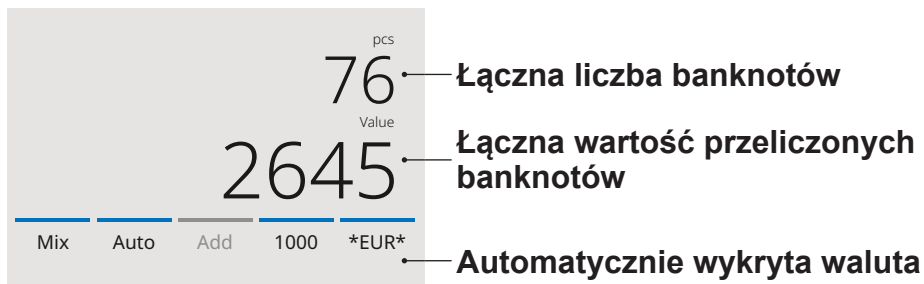 pcs
76
Łączna liczba banknotów
Value
2645
Łączna wartość przeliczonych
banknotów
Mix Auto Add 1000 *EUR*
Automatycznie wykryta waluta